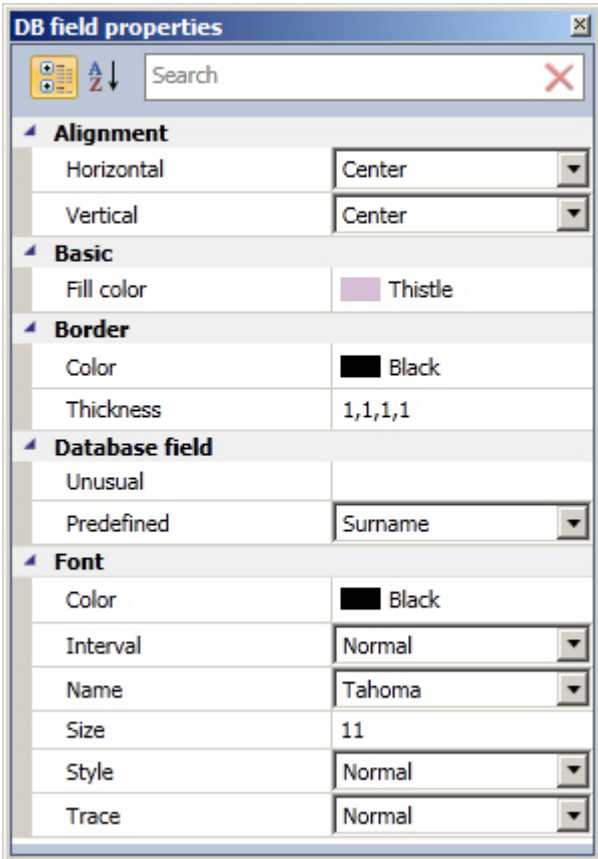 DB field properties
A
Z
Search
Alignment
Horizontal Center
Vertical Center
Basic
Fill color Thistle
Border
Color Black
Thickness 1,1,1,1
Database field
Unusual
Predefined Surname
Font
Color Black
Interval Normal
Name Tahoma
Size 11
Style Normal
Trace Normal